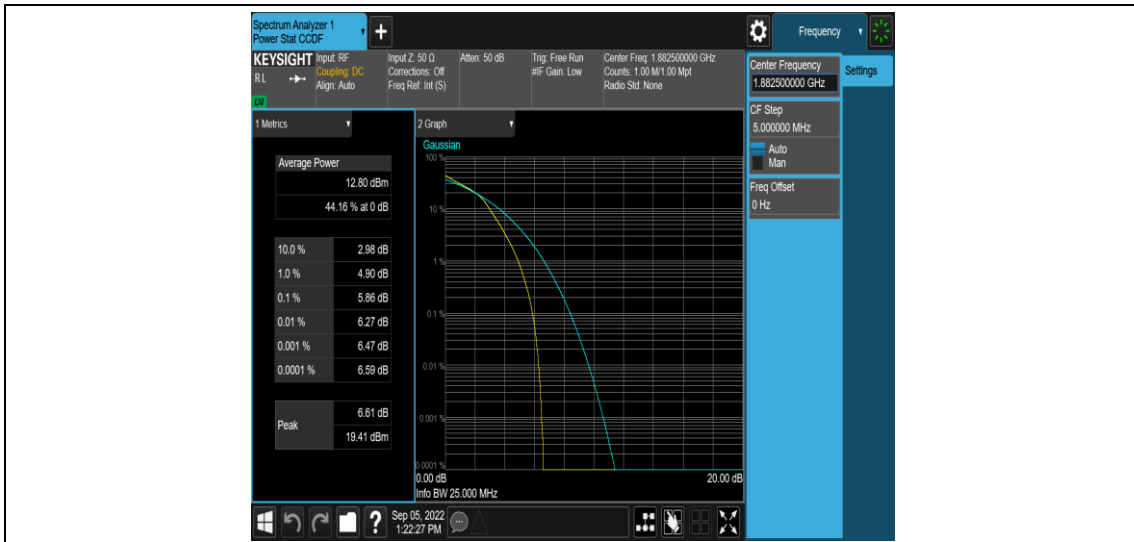 Spectrum Analyzer 1
Power Stat CCDF
Frequency
KEYSIGHT
RL
LXI
Input: RF
Coupling: DC
Align: Auto
Input Z: 50 Ω
Corrections: Off
Freq Ref: Int (S)
Atten: 50 dB
Trig: Free Run
#IF Gain: Low
Center Freq: 1.882500000 GHz
Counts: 1.00 M/1.00 Mpt
Radio Std: None
Center Frequency
1.882500000 GHz
Settings
CF Step
5.000000 MHz
Auto
Man
Freq Offset
0 Hz
1 Metrics
Average Power
12.80 dBm
44.16 % at 0 dB
10.0 % 2.98 dB
1.0 % 4.90 dB
0.1 % 5.86 dB
0.01 % 6.27 dB
0.001 % 6.47 dB
0.0001 % 6.59 dB
Peak
6.61 dB
19.41 dBm
2 Graph
Gaussian
100 %
10 %
1 %
0.1 %
0.01 %
0.001 %
0.0001 %
0.00 dB 20.00 dB
Info BW 25.000 MHz
?
Sep 05, 2022
1:22:27 PM